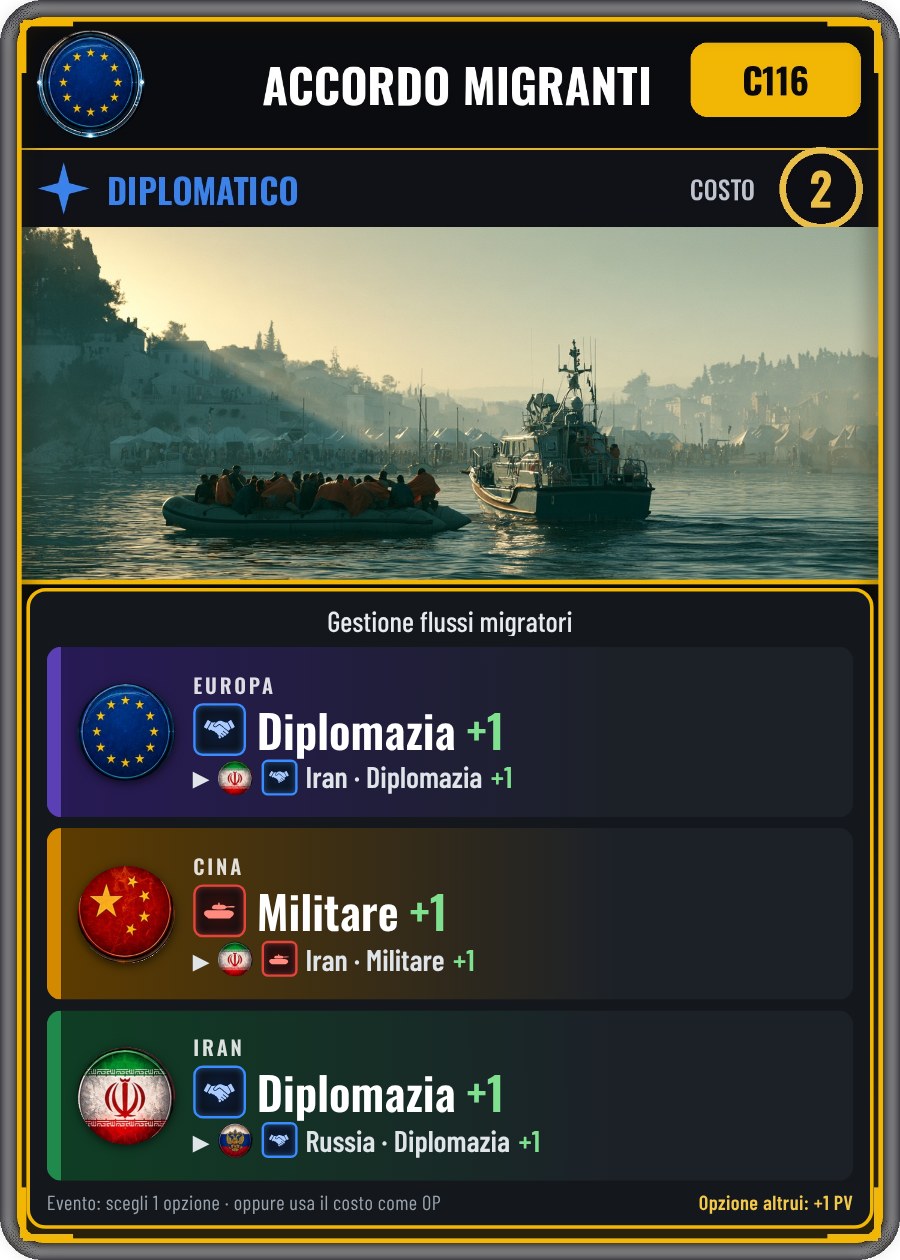 ACCORDO MIGRANTI
C116
DIPLOMATICO
COSTO
2
Gestione flussi migratori
EUROPA
Diplomazia +1
▶ Iran · Diplomazia +1
CINA
Militare +1
▶ Iran · Militare +1
IRAN
Diplomazia +1
▶ Russia · Diplomazia +1
Evento: scegli 1 opzione · oppure usa il costo come OP
Opzione altrui: +1 PV